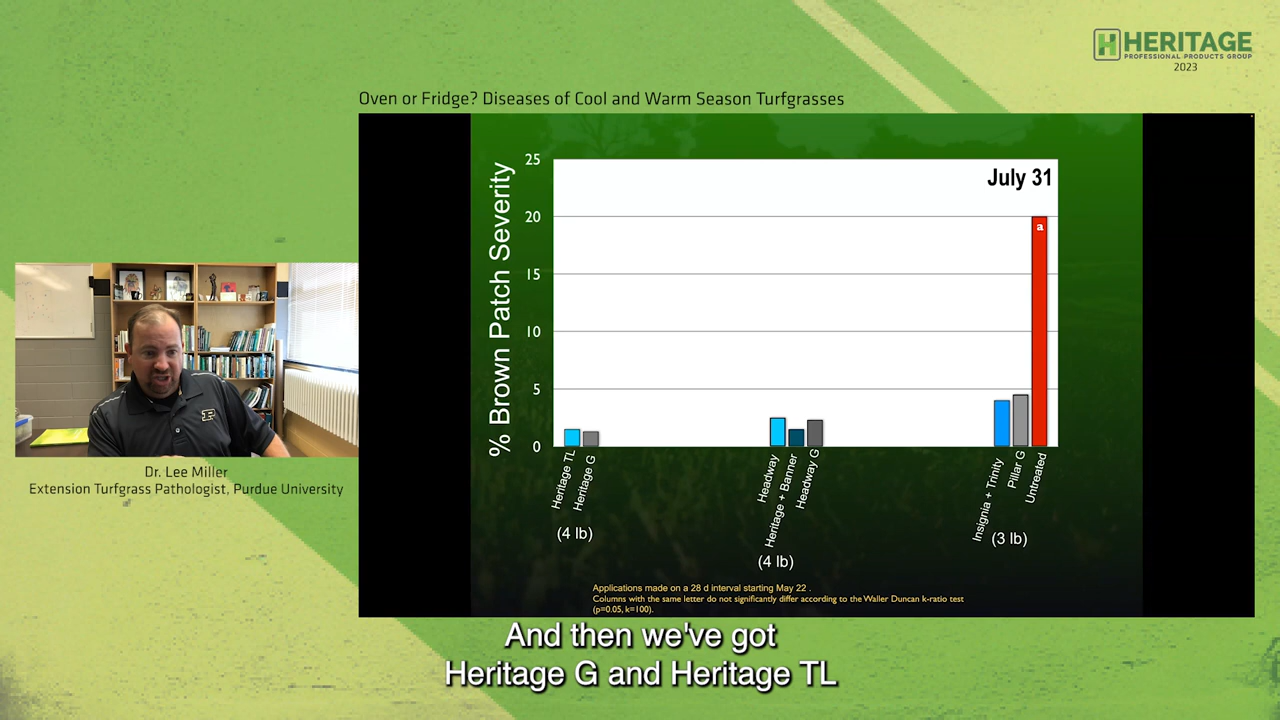 HERITAGE
PROFESSIONAL PRODUCTS GROUP
2023
Oven or Fridge? Diseases of Cool and Warm Season Turfgrasses
July 31
% Brown Patch Severity
25
20
15
10
5
0
a
Heritage TL
Heritage G
(4 lb)
Headway
Heritage + Banner
Headway G
(4 lb)
Insignia + Trinity
Pillar G
Untreated
(3 lb)
Applications made on a 28 d interval starting May 22 .
Columns with the same letter do not significantly differ according to the Waller Duncan k-ratio test
(p=0.05, k=100).
P
Dr. Lee Miller
Extension Turfgrass Pathologist, Purdue University
And then we've got
Heritage G and Heritage TL